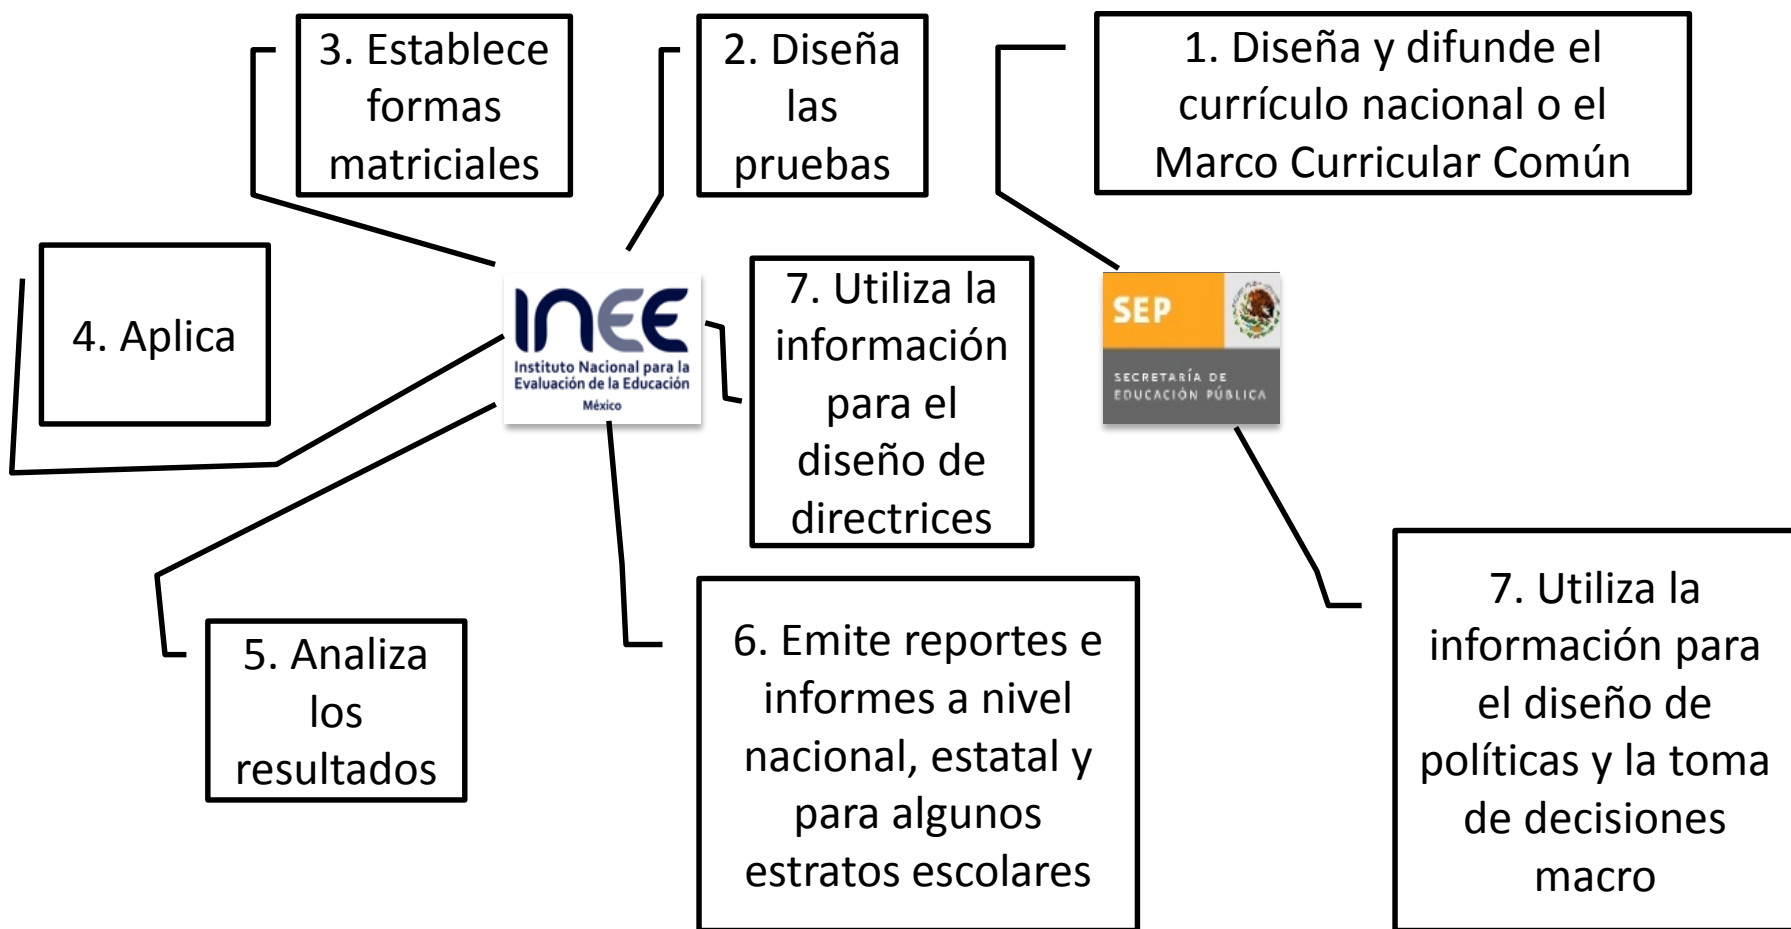 3. Establece
formas
matriciales
2. Diseña
las
pruebas
1. Diseña y difunde el
currículo nacional o el
Marco Curricular Común
4. Aplica
INEE
Instituto Nacional para la
Evaluación de la Educación
México
7. Utiliza la
información
para el
diseño de
directrices
SEP
SECRETARÍA DE
EDUCACIÓN PÚBLICA
5. Analiza
los
resultados
6. Emite reportes e
informes a nivel
nacional, estatal y
para algunos
estratos escolares
7. Utiliza la
información para
el diseño de
políticas y la toma
de decisiones
macro